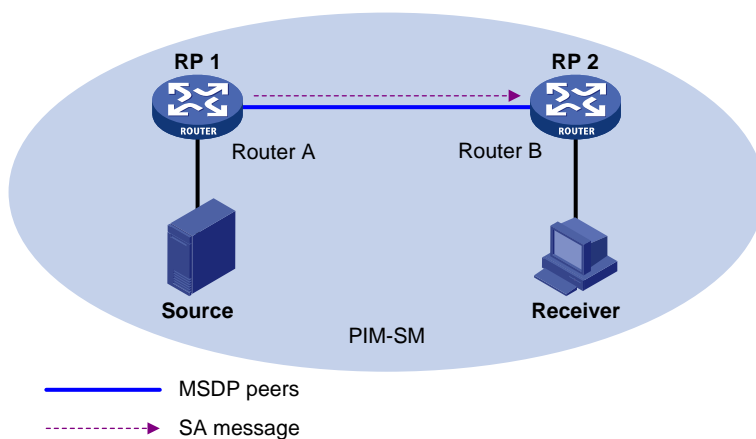 RP 1
RP 2
ROUTER
ROUTER
Router A
Router B
Source
Receiver
PIM-SM
MSDP peers
SA message